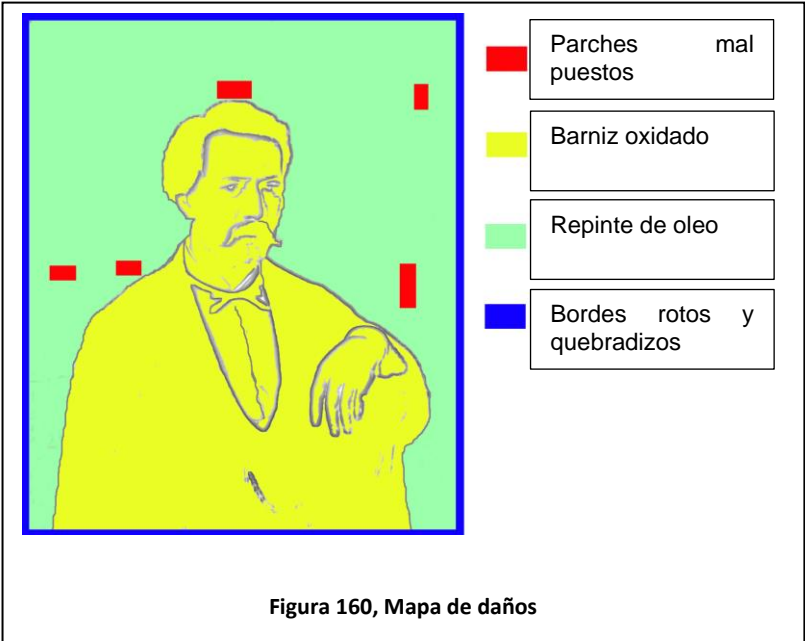 Parches mal
puestos
Barniz oxidado
Repinte de oleo
Bordes rotos y
quebradizos
Figura 160, Mapa de daños